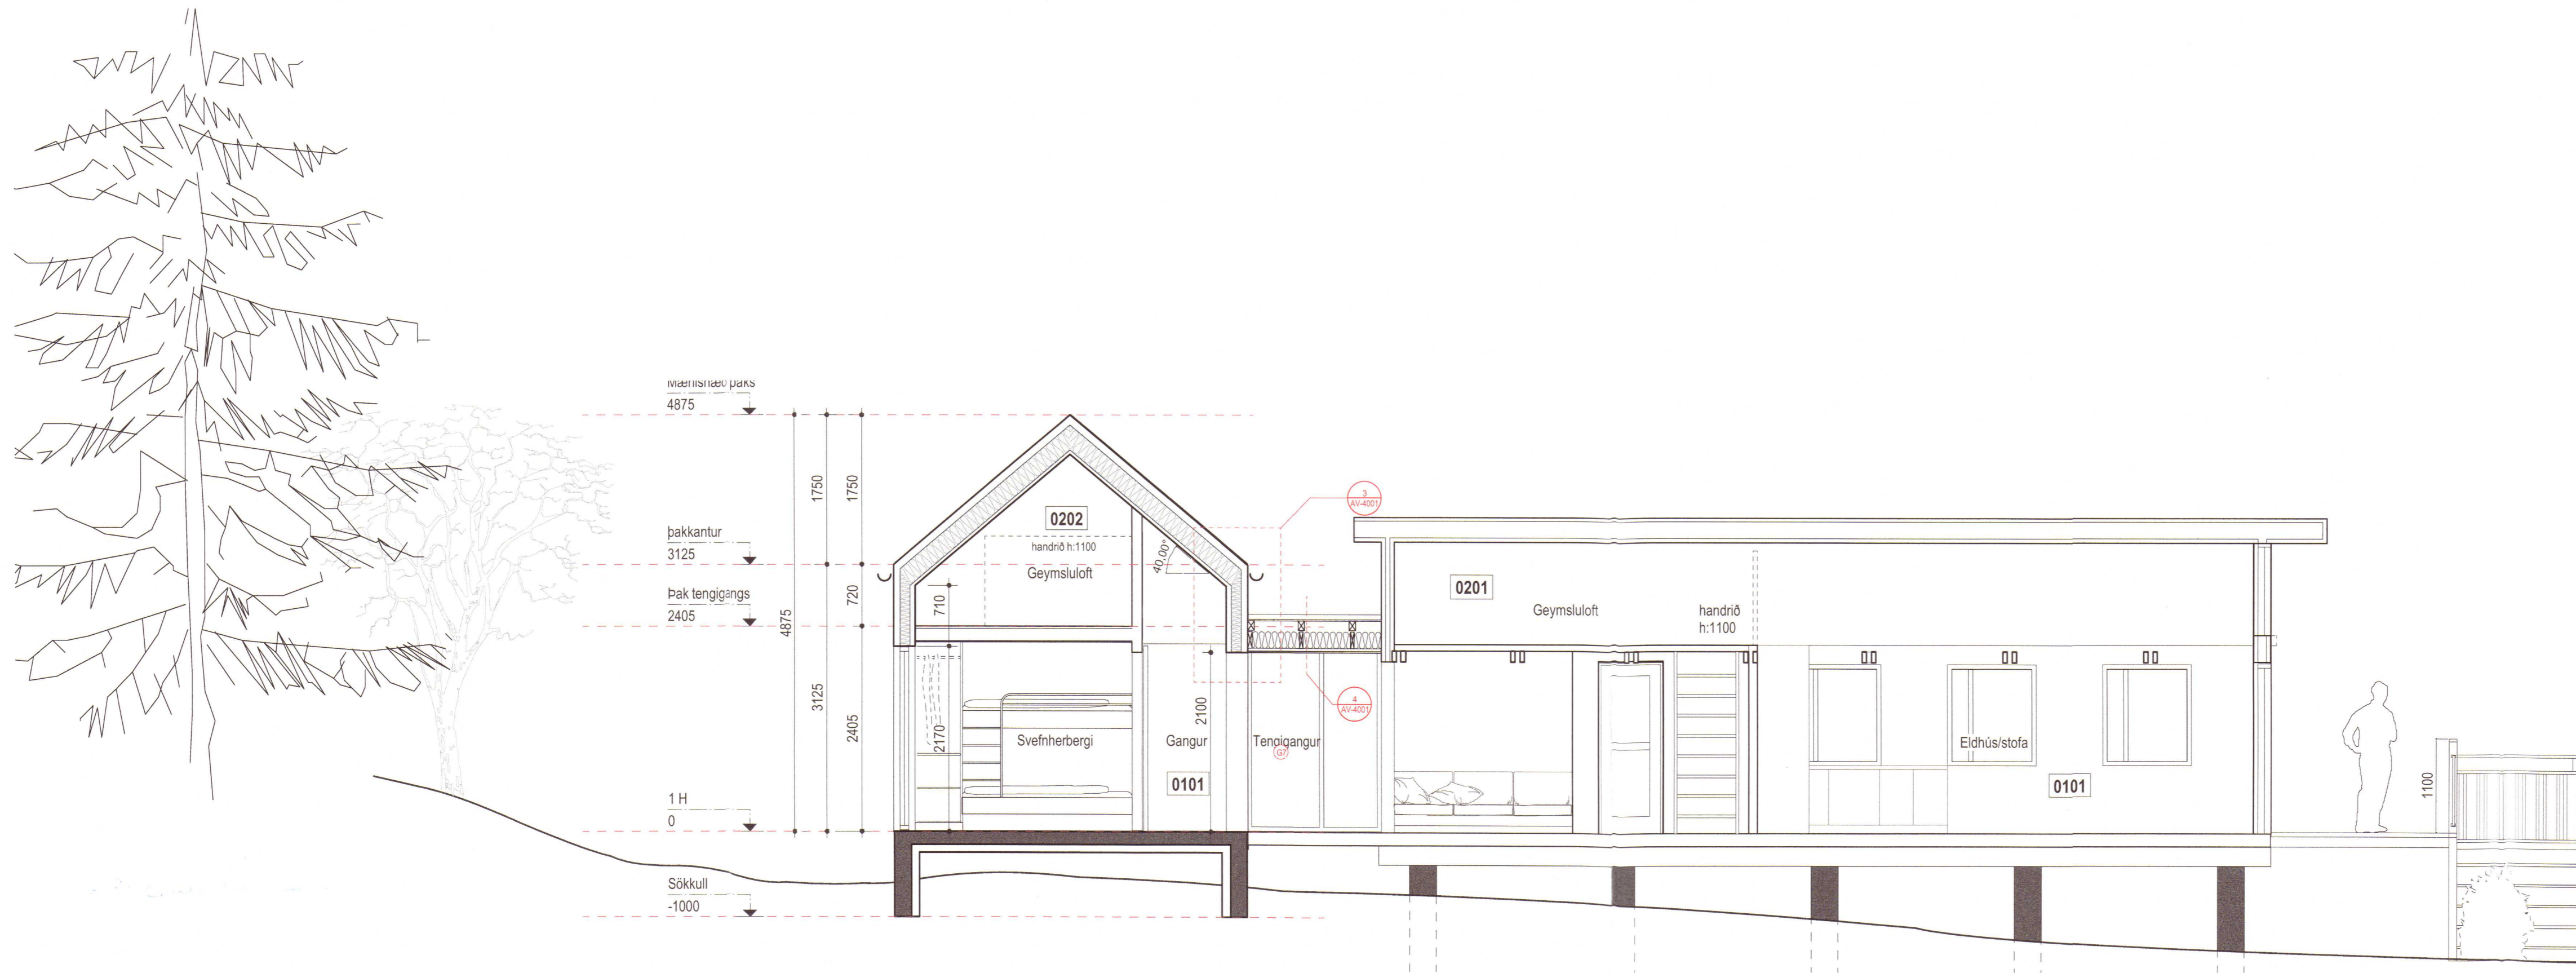 Mænishæð þaks
4875
þakkantur
3125
Þak tengigangs
2405
1 H
0
Sökkull
-1000
4875
1750
3125
1750
720
2405
0202
handrið h:1100
Geymsluloft
40,00°
710
2170
Svefnherbergi
Gangur
2100
0101
Tengigangur
G7
3
AV-4001
4
AV-4001
0201
Geymsluloft
handrið
h:1100
Eldhús/stofa
0101
1100